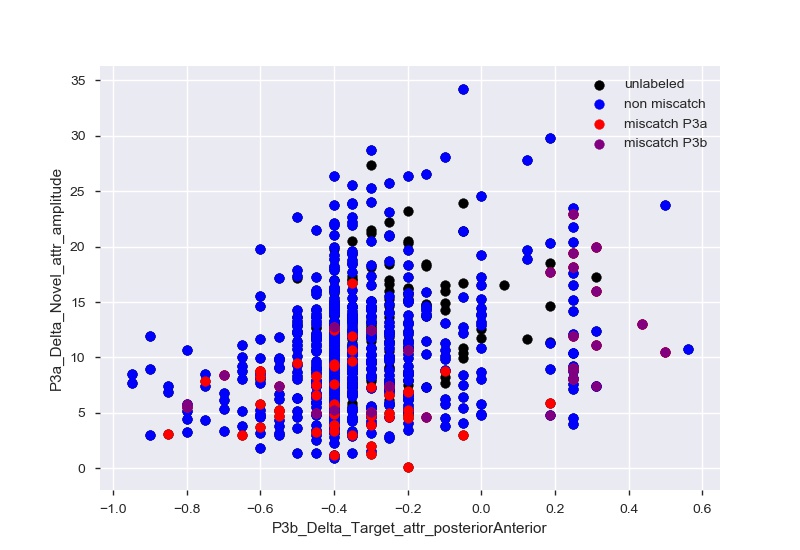 35
30
25
20
15
10
5
0
P3a_Delta_Novel_attr_amplitude
unlabeled
non miscatch
miscatch P3a
miscatch P3b
−1.0 −0.8 −0.6 −0.4 −0.2 0.0 0.2 0.4 0.6
P3b_Delta_Target_attr_posteriorAnterior